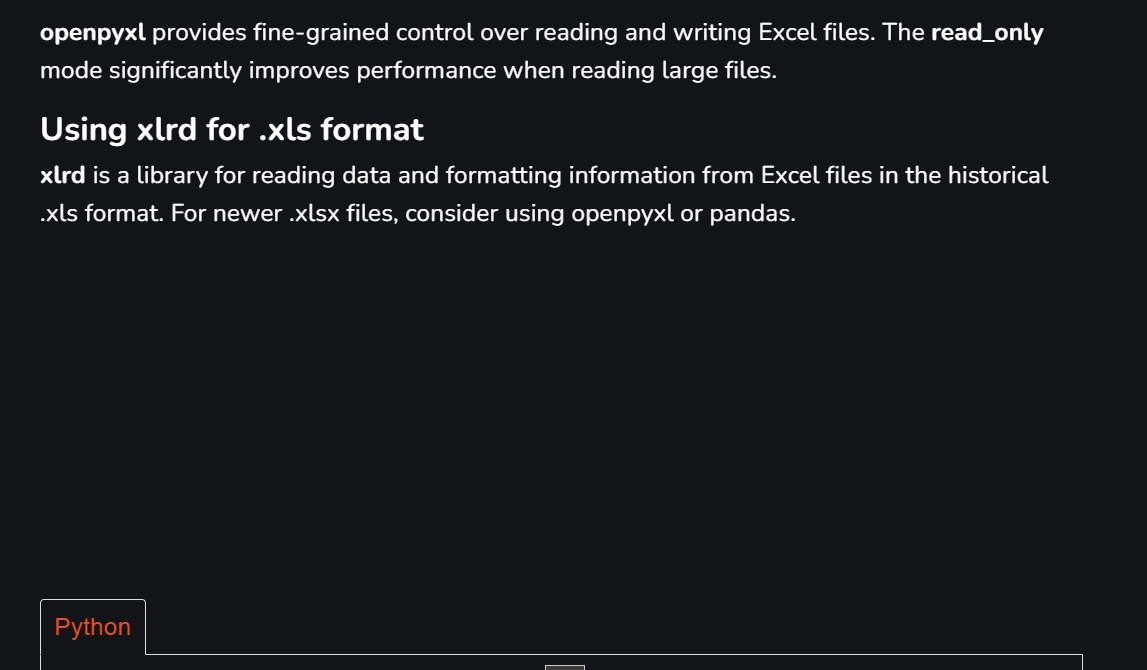 openpyxl provides fine-grained control over reading and writing Excel files. The read_only
mode significantly improves performance when reading large files.
Using xlrd for .xls format
xlrd is a library for reading data and formatting information from Excel files in the historical
.xls format. For newer .xlsx files, consider using openpyxl or pandas.
Python